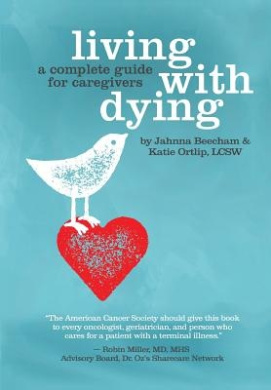 living
a complete guide
for caregivers
with
dying
by Jahnna Beecham &
Katie Ortlip, LCSW
“The American Cancer Society should give this book
to every oncologist, geriatrician, and person who
cares for a patient with a terminal illness.”
— Robin Miller, MD, MHS
Advisory Board, Dr. Oz's Sharecare Network